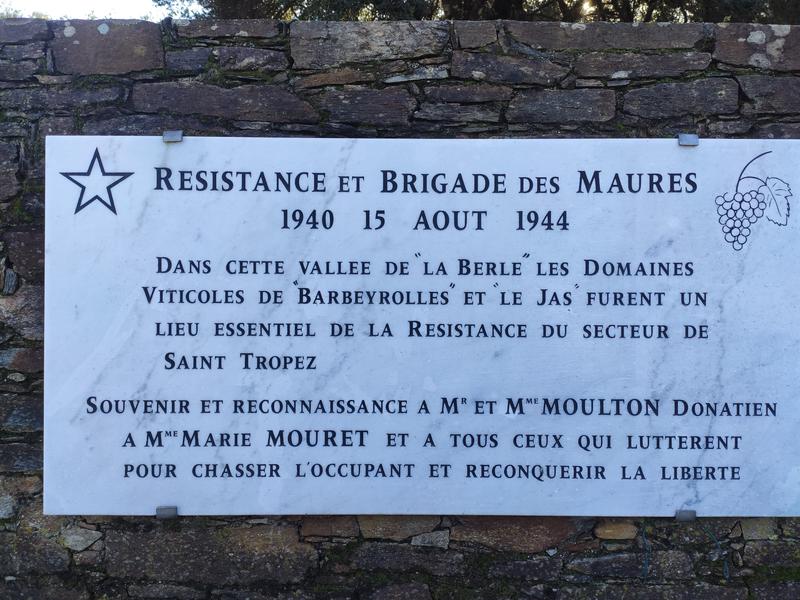 RESISTANCE ET BRIGADE DES MAURES
1940 15 AOUT 1944
DANS CETTE VALLEE DE "LA BERLE" LES DOMAINES
VITICOLES DE "BARBEYROLLES" ET "LE JAS" FURENT UN
LIEU ESSENTIEL DE LA RESISTANCE DU SECTEUR DE
SAINT TROPEZ
SOUVENIR ET RECONNAISSANCE A MR ET MME MOULTON DONATIEN
A MME MARIE MOURET ET A TOUS CEUX QUI LUTTERENT
POUR CHASSER L'OCCUPANT ET RECONQUERIR LA LIBERTE